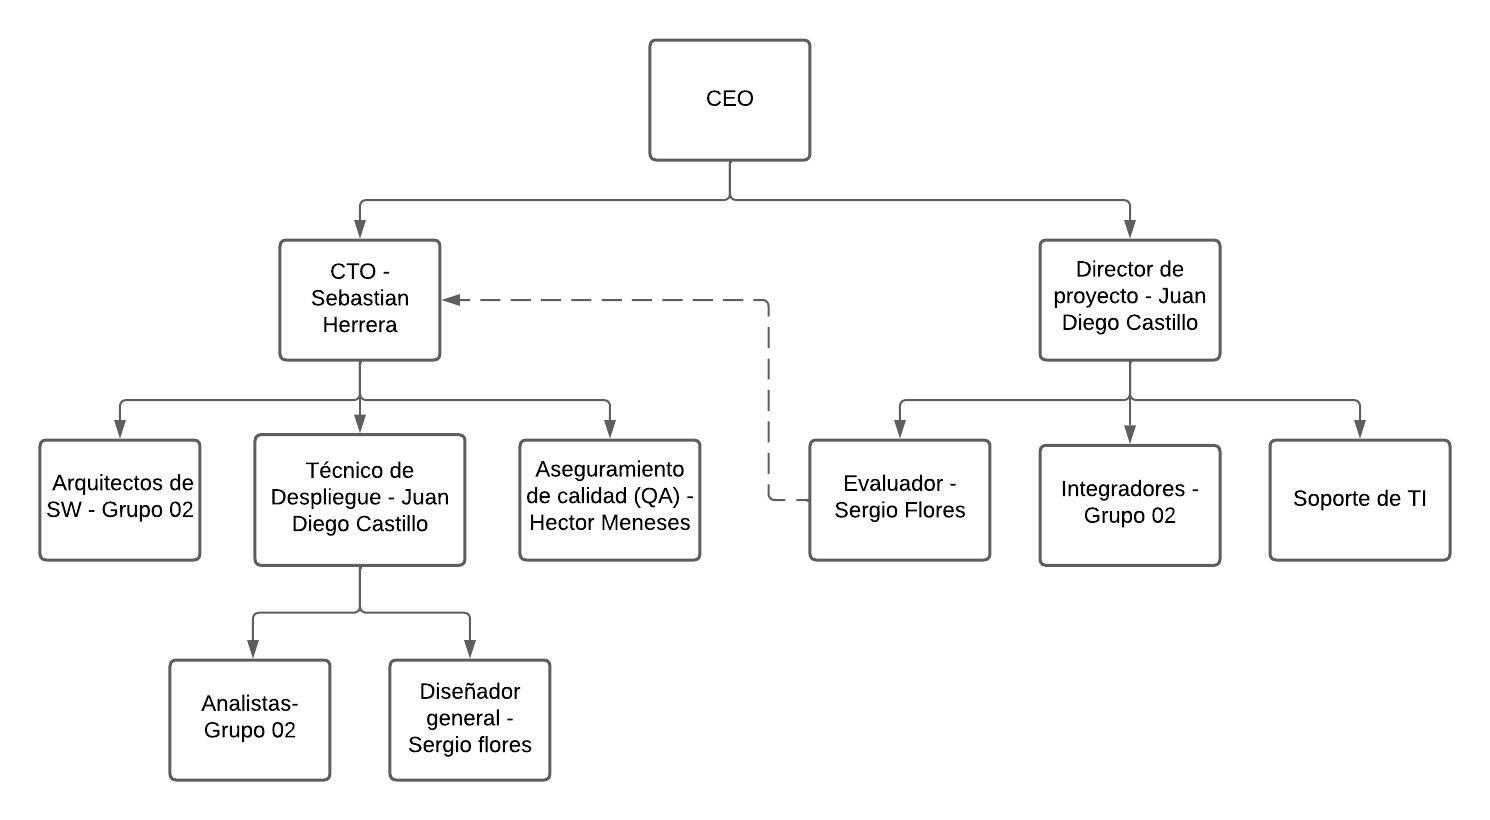 CEO
CTO -
Sebastian
Herrera
Director de
proyecto - Juan
Diego Castillo
Arquitectos de
SW - Grupo 02
Técnico de
Despliegue - Juan
Diego Castillo
Aseguramiento
de calidad (QA) -
Hector Meneses
Evaluador -
Sergio Flores
Integradores -
Grupo 02
Soporte de TI
Analistas-
Grupo 02
Diseñador
general -
Sergio flores